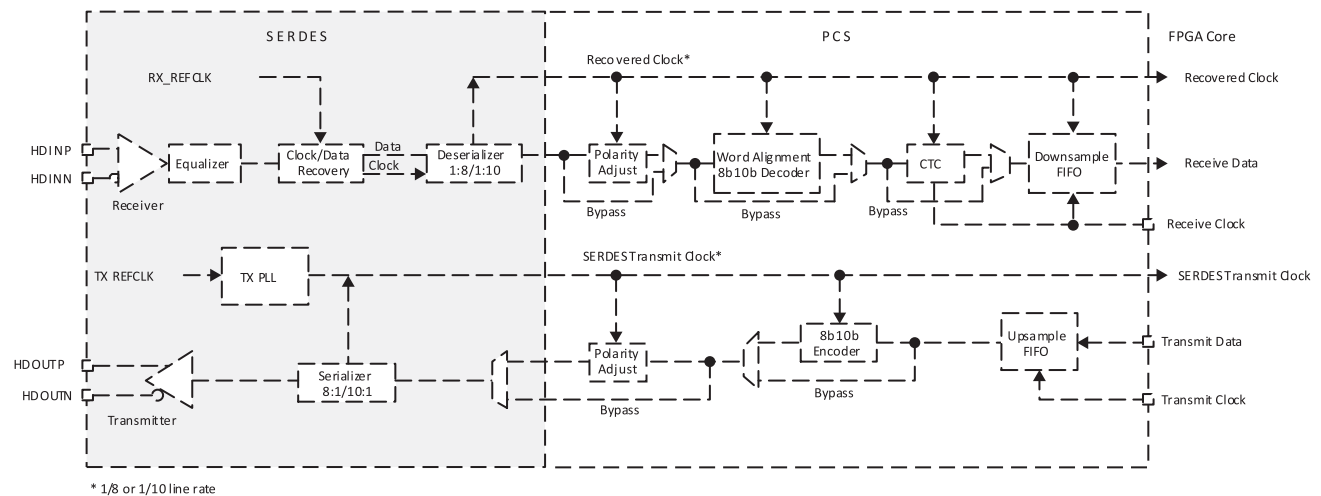 SERDES
PCS
FPGA Core
Recovered Clock*
RX_REFCLK
Recovered Clock
HDINP
HDINN
Receiver
Equalizer
Clock/Data
Recovery
Data
Clock
Deserializer
1:8/1:10
Polarity
Adjust
Bypass
Word Alignment
8b10b Decoder
Bypass
CTC
Bypass
Downsample
FIFO
Receive Data
Receive Clock
SERDES Transmit Clock*
TX REFCLK
TX PLL
SERDES Transmit Clock
HDOUTP
HDOUTN
Transmitter
Serializer
8:1/10:1
Polarity
Adjust
Bypass
8b10b
Encoder
Bypass
Upsample
FIFO
Transmit Data
Transmit Clock
* 1/8 or 1/10 line rate